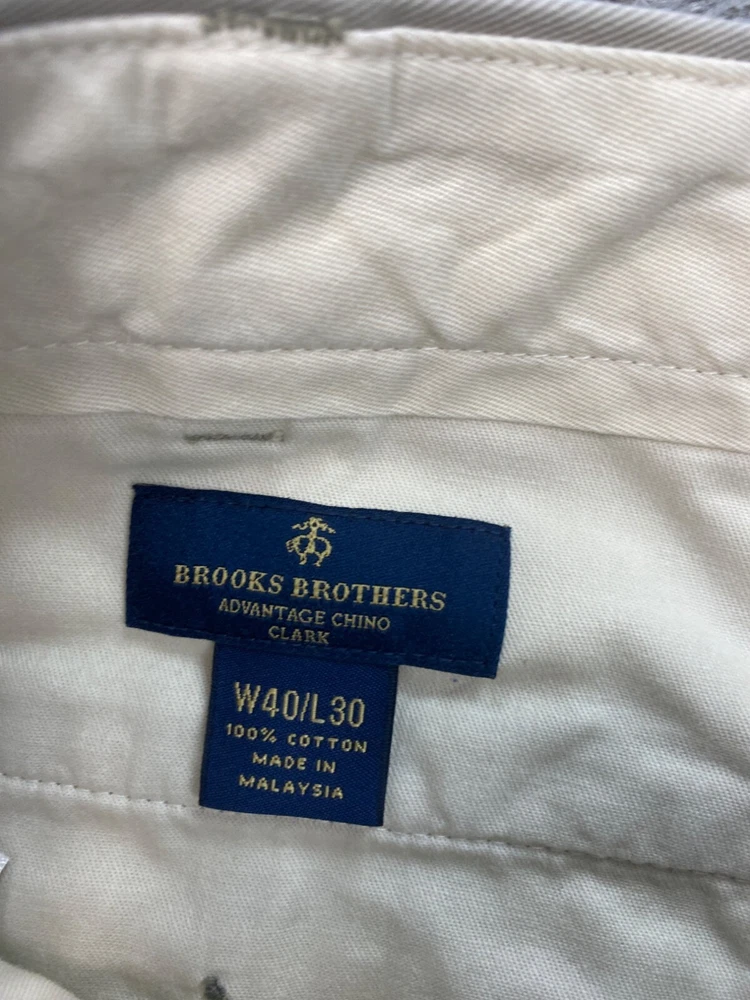 BROOKS BROTHERS
ADVANTAGE CHINO
CLARK
W40/L30
100% COTTON
MADE IN
MALAYSIA